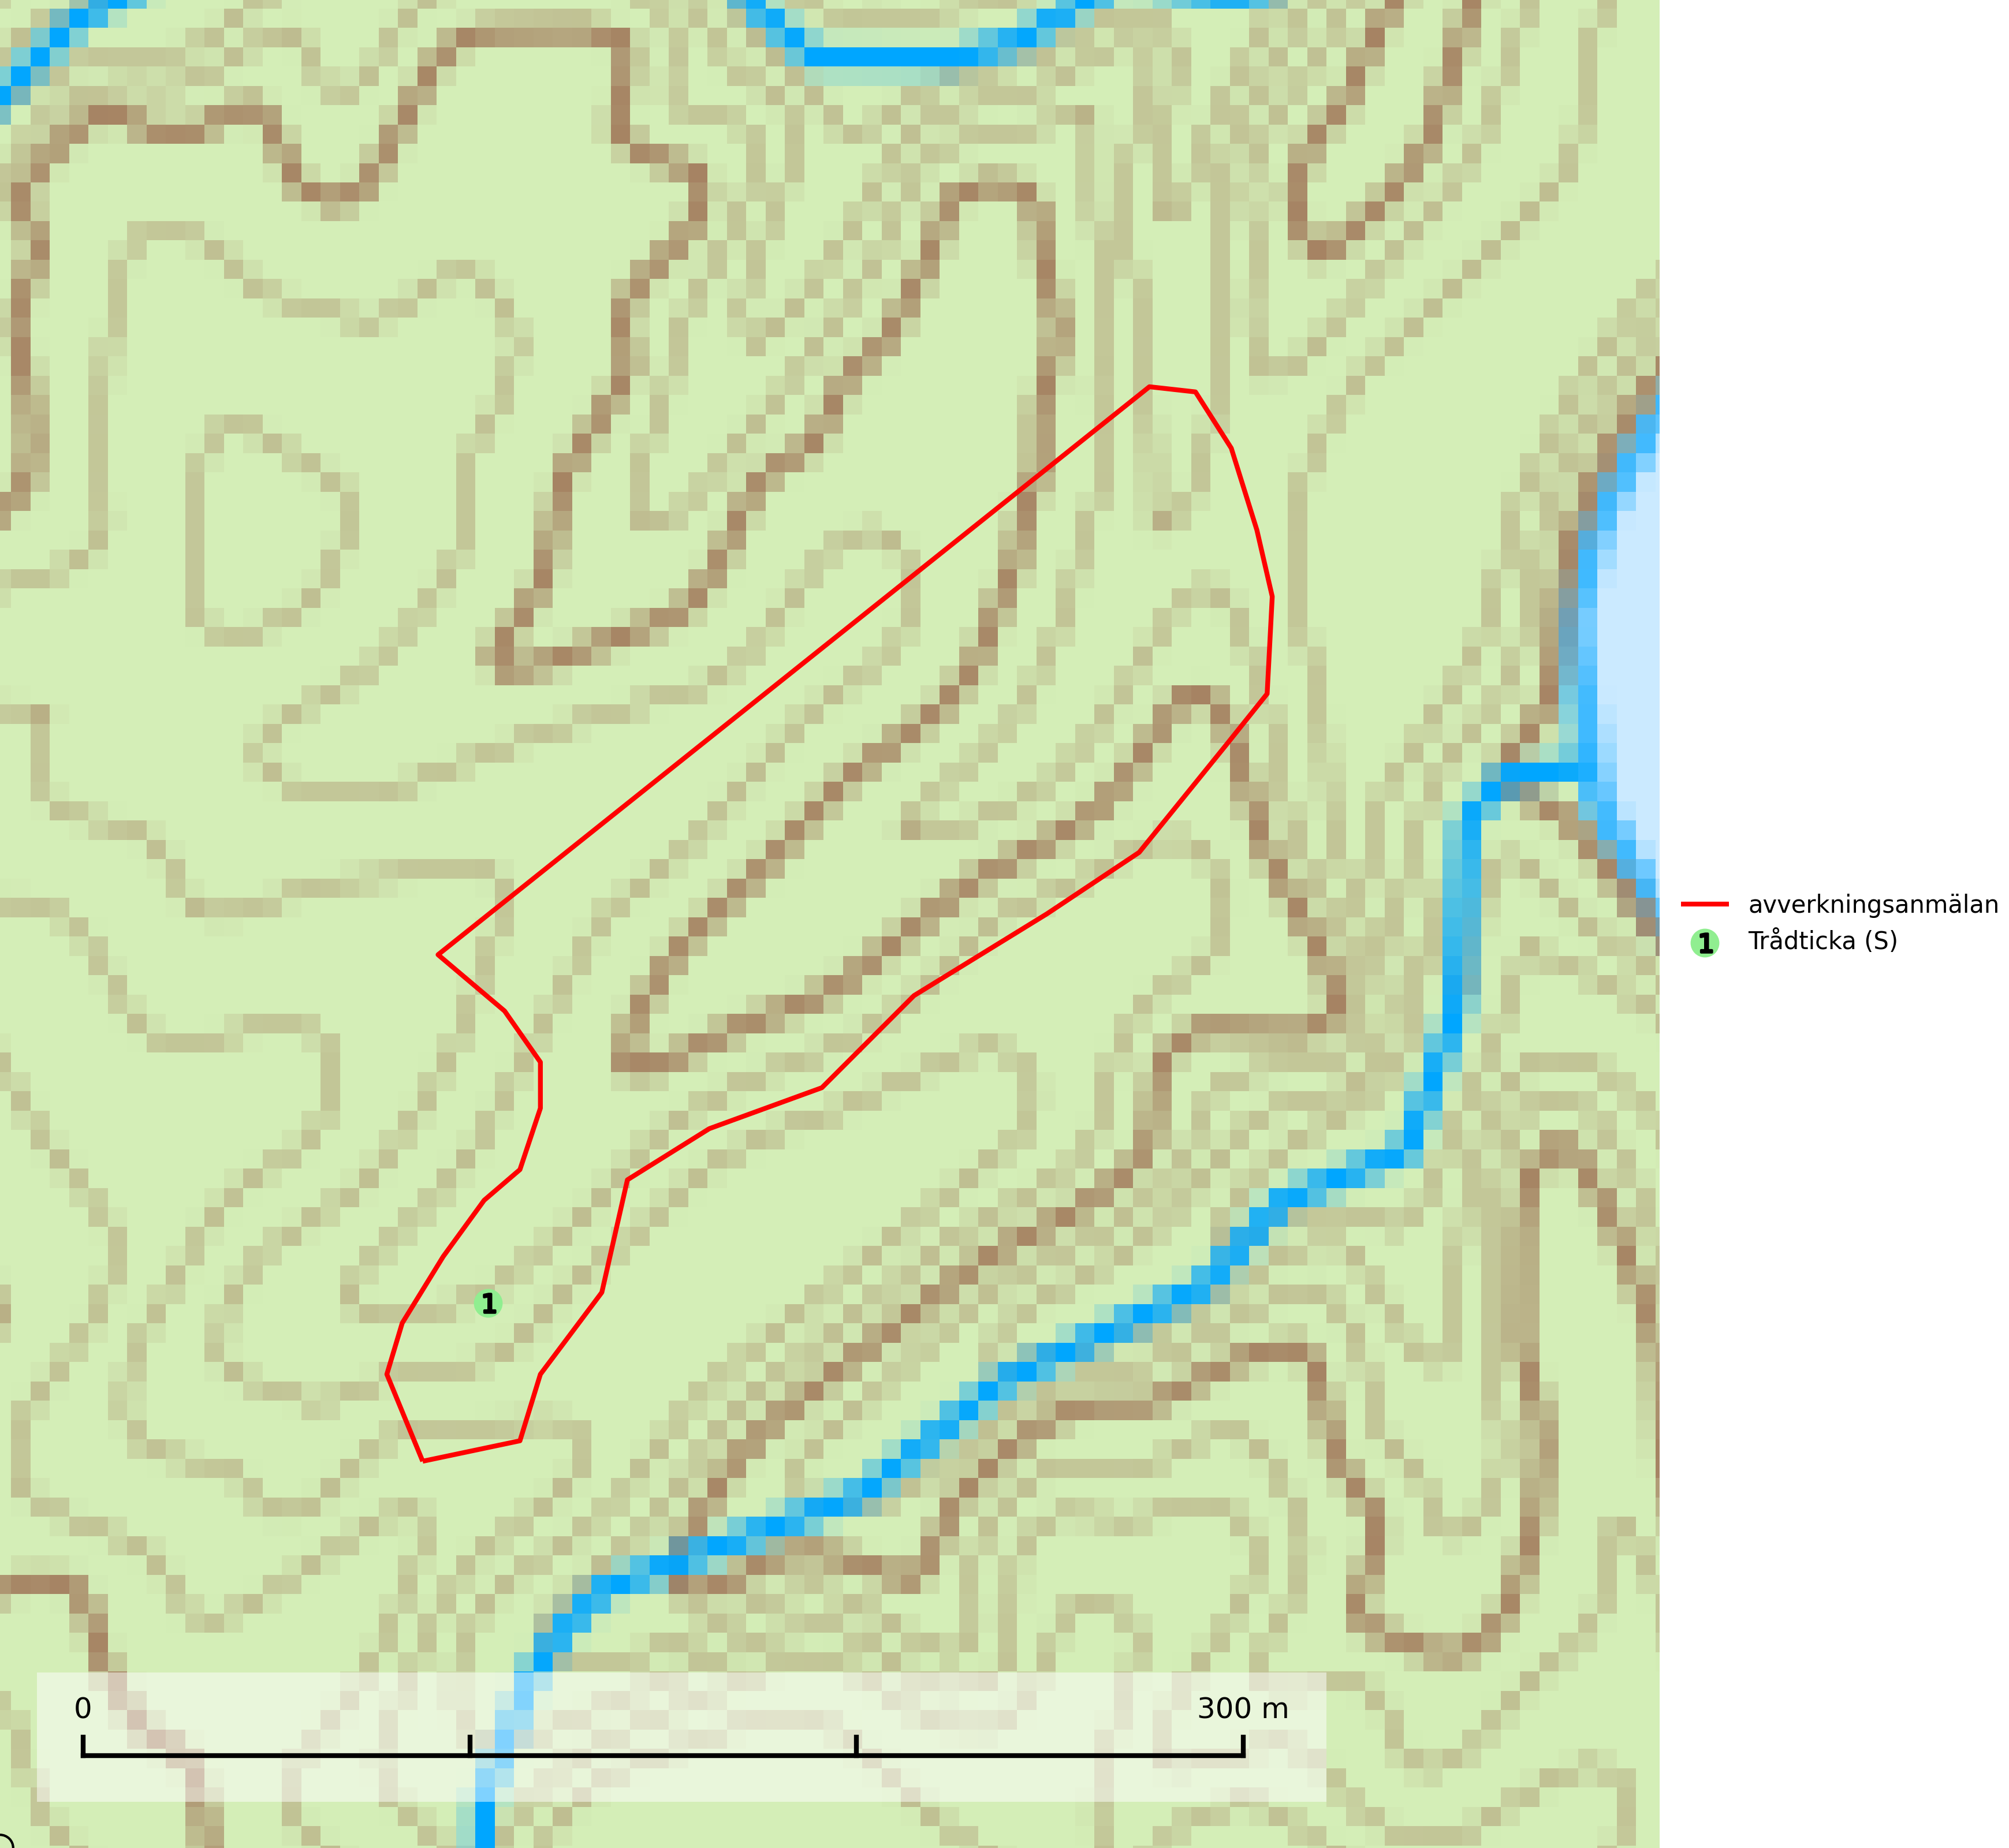 avverkningsanmälan
1 Trådticka (S)
1
0 300 m